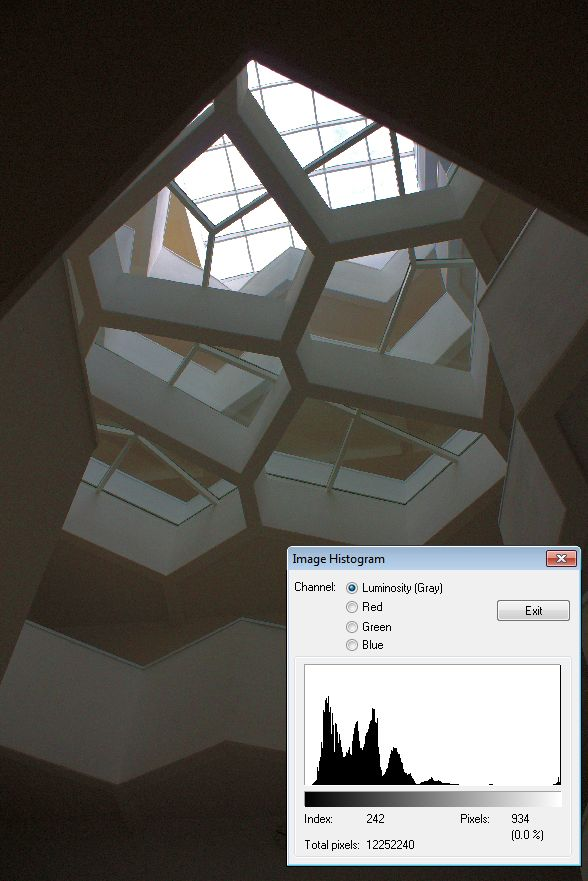 Image Histogram
Channel: Luminosity (Gray)
Red
Exit
Green
Blue
Index: 242 Pixels: 934
(0.0 %)
Total pixels: 12252240